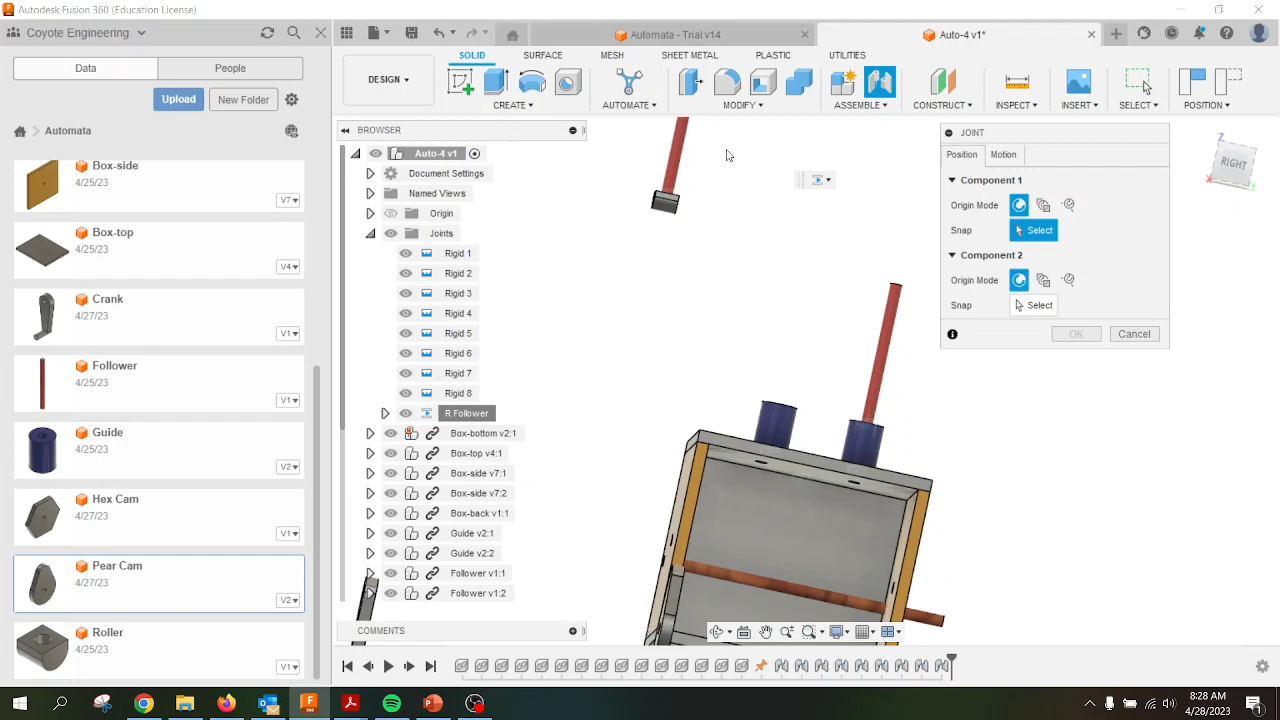 Autodesk Fusion 360 (Education License)
Coyote Engineering
Automata - Trial v14
Auto-4 v1*
Data
People
Upload
New Folder
Automata
Box-side
4/25/23
V7
Box-top
4/25/23
V4
Crank
4/27/23
V1
Follower
4/25/23
V1
Guide
4/25/23
V2
Hex Cam
4/27/23
V1
Pear Cam
4/27/23
V2
Roller
4/25/23
V1
DESIGN
SOLID
SURFACE
MESH
SHEET METAL
PLASTIC
UTILITIES
CREATE
AUTOMATE
MODIFY
ASSEMBLE
CONSTRUCT
INSPECT
INSERT
SELECT
POSITION
BROWSER
Auto-4 v1
Document Settings
Named Views
Origin
Joints
Rigid 1
Rigid 2
Rigid 3
Rigid 4
Rigid 5
Rigid 6
Rigid 7
Rigid 8
R Follower
Box-bottom v2:1
Box-top v4:1
Box-side v7:1
Box-side v7:2
Box-back v1:1
Guide v2:1
Guide v2:2
Follower v1:1
Follower v1:2
COMMENTS
JOINT
Position
Motion
Component 1
Origin Mode
Snap
Select
Component 2
Origin Mode
Snap
Select
OK
Cancel
Z
RIGHT
X
Y
8:28 AM
4/28/2023